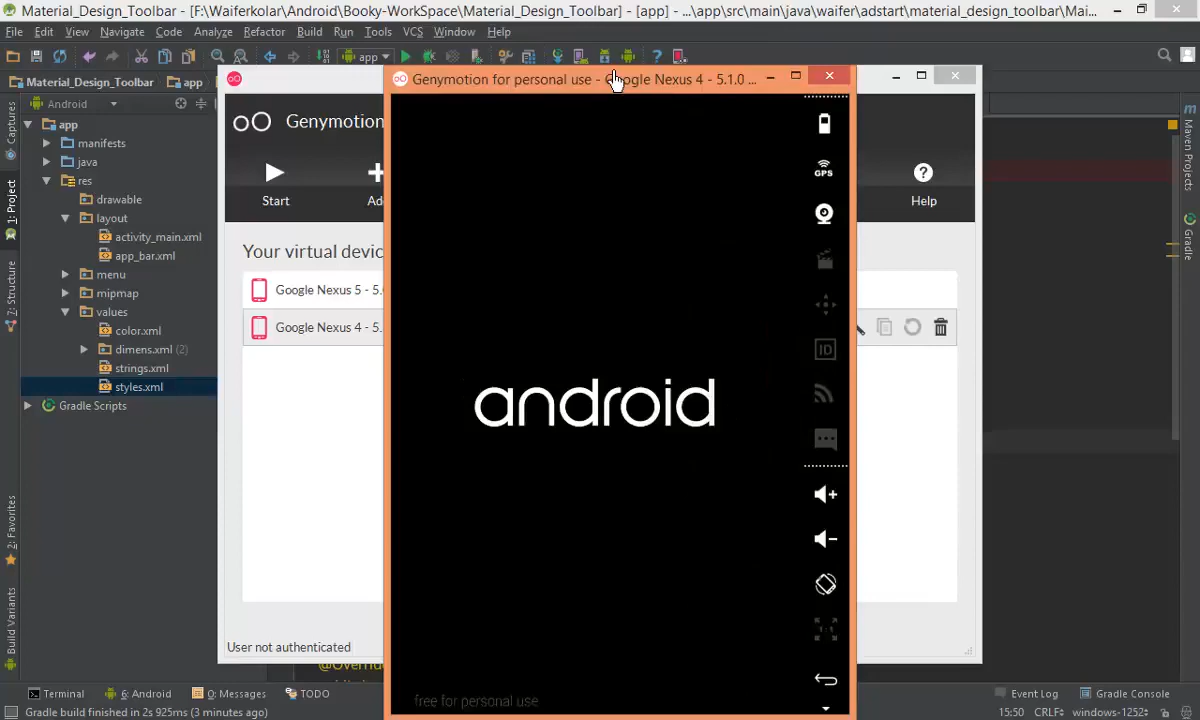 Material_Design_Toolbar - [F:\Waiferkolar\Android\Booky-WorkSpace\Material_Design_Toolbar] - [app] - ...\app\src\main\java\waifer\adstart\material_design_toolbar\Mai...
File Edit View Navigate Code Analyze Refactor Build Run Tools VCS Window Help
app
Material_Design_Toolbar app
Genymotion for personal use - Google Nexus 4 - 5.1.0 ...
Android
Captures
1: Project
7: Structure
2: Favorites
Build Variants
app
manifests
java
res
drawable
layout
activity_main.xml
app_bar.xml
menu
mipmap
values
color.xml
dimens.xml (2)
strings.xml
styles.xml
Gradle Scripts
Genymotion
Start
Help
Your virtual devic
Google Nexus 5 - 5.
Google Nexus 4 - 5.
User not authenticated
GPS
ID
1:1
android
free for personal use
m Maven Projects
Gradle
@Overrid
Terminal 6: Android 0: Messages TODO Event Log Gradle Console
Gradle build finished in 2s 925ms (3 minutes ago) 15:50 CRLF windows-1252